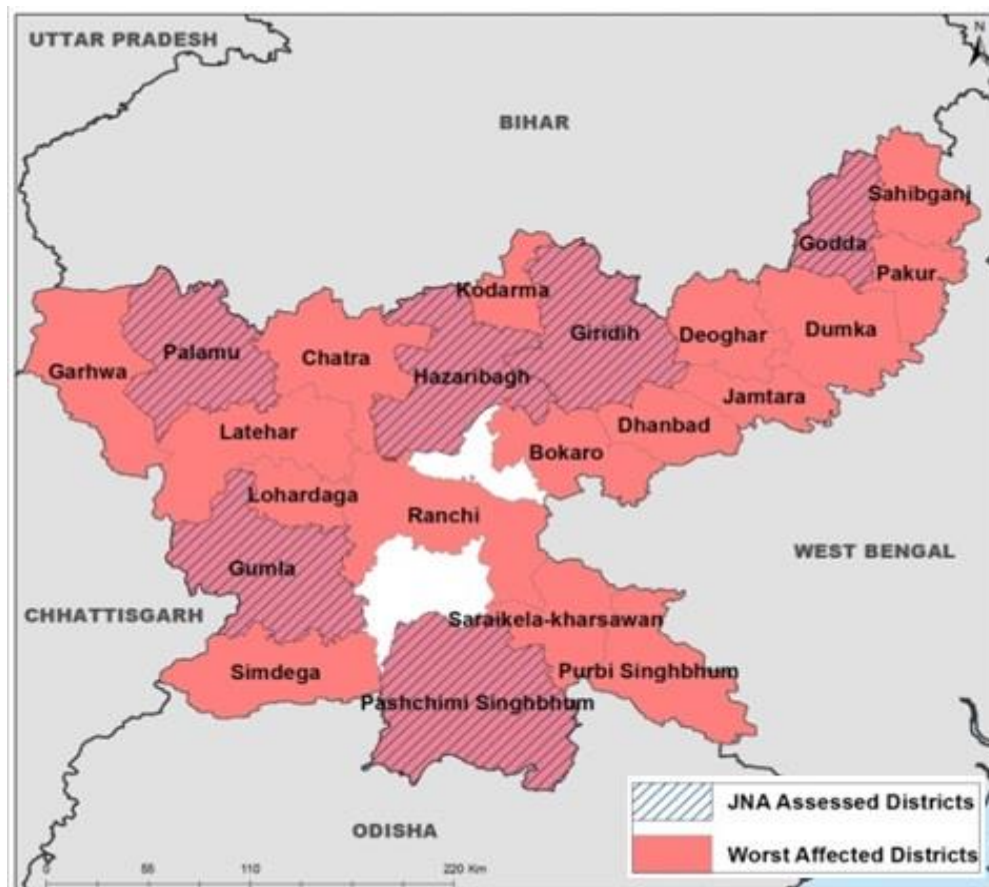 UTTAR PRADESH
N
BIHAR
Sahibganj
Godda
Pakur
Kodarma
Giridih
Deoghar
Dumka
Palamu
Chatra
Garhwa
Hazaribagh
Jamtara
Latehar
Dhanbad
Bokaro
Lohardaga
Ranchi
WEST BENGAL
Gumla
CHHATTISGARH
Saraikela-kharsawan
Simdega
Purbi Singhbhum
Pashchimi Singhbhum
JNA Assessed Districts
ODISHA
Worst Affected Districts
0 55 110 220 Km